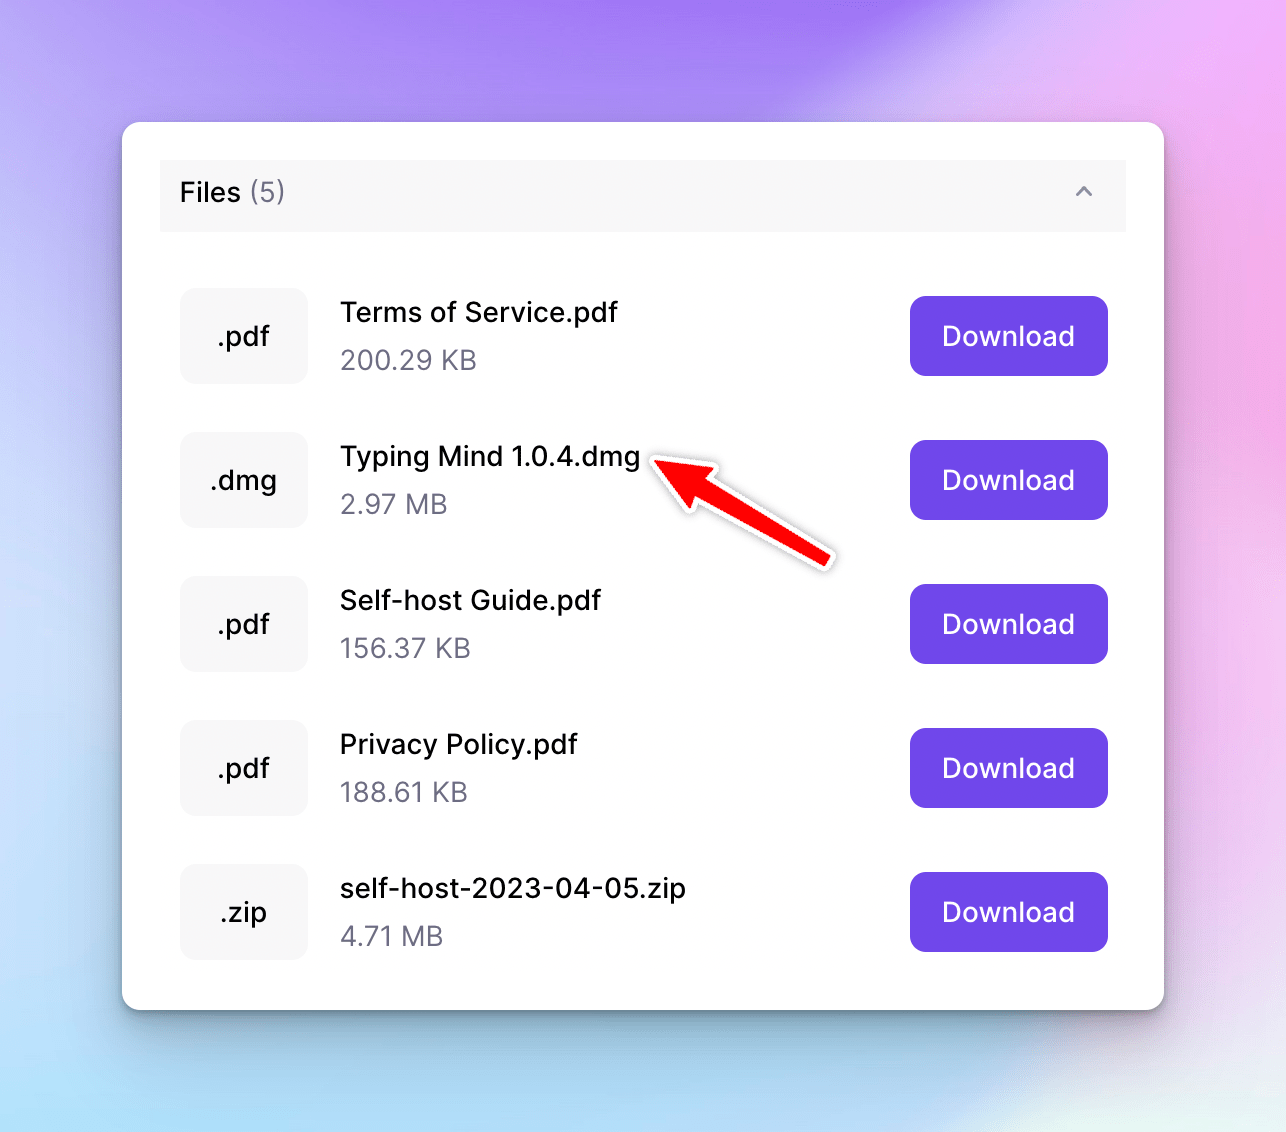 Files (5)
.pdf
Terms of Service.pdf
200.29 KB
Download
.dmg
Typing Mind 1.0.4.dmg
2.97 MB
Download
.pdf
Self-host Guide.pdf
156.37 KB
Download
.pdf
Privacy Policy.pdf
188.61 KB
Download
.zip
self-host-2023-04-05.zip
4.71 MB
Download